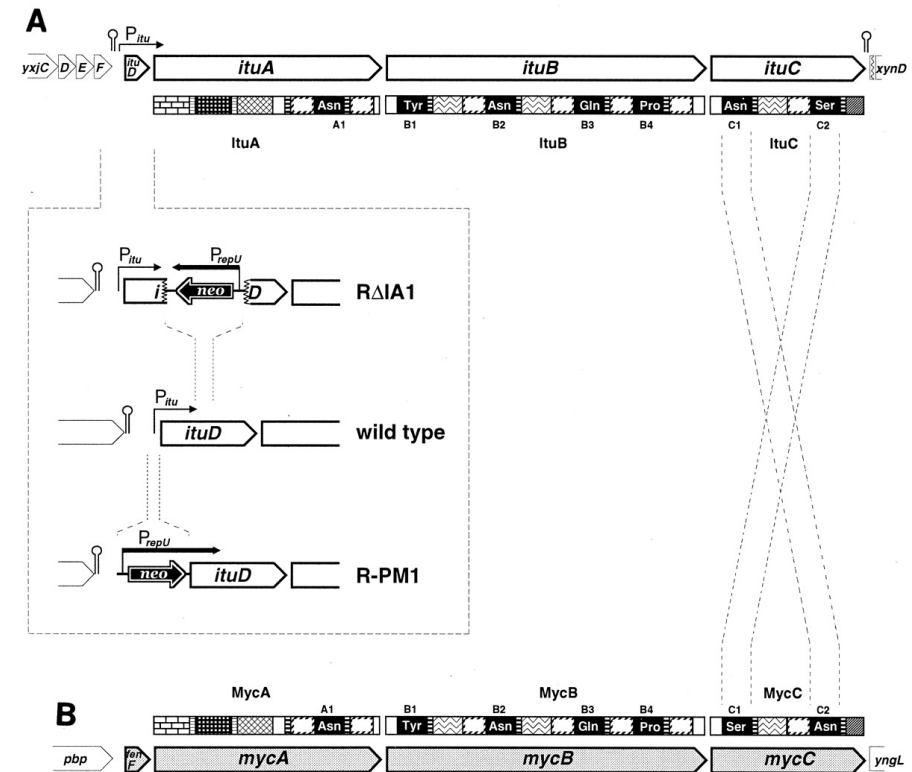 A
P itu
yxjC D E F itu D ituA ituB ituC xynD
Asn Tyr Asn Gln Pro Asn Ser
A1 B1 B2 B3 B4 C1 C2
ItuA ItuB ItuC
P itu P repU
i neo D RΔIA1
P itu
ituD wild type
P repU
neo ituD R-PM1
MycA MycB MycC
B A1 B1 B2 B3 B4 C1 C2
Asn Tyr Asn Gln Pro Ser Asn
pbp fen F mycA mycB mycC yngL